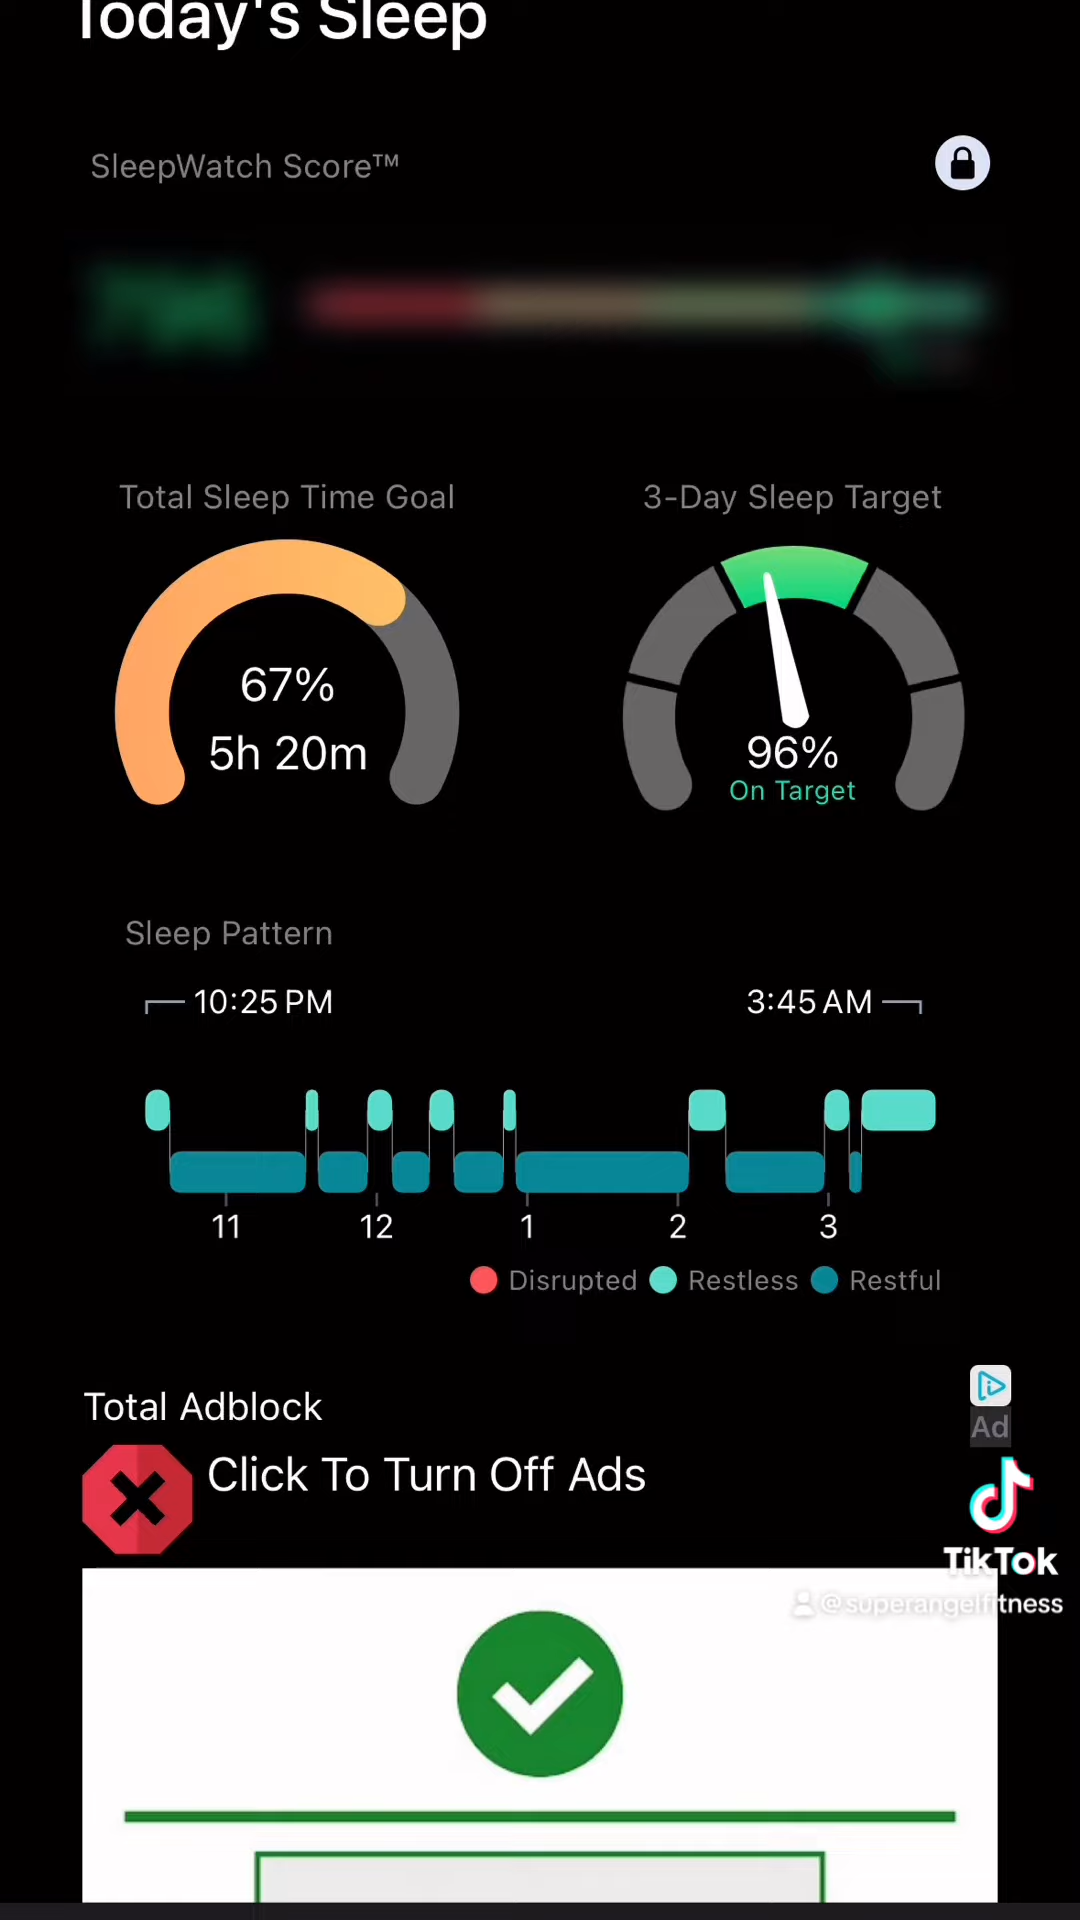 Today's Sleep
SleepWatch Score™
Total Sleep Time Goal
3-Day Sleep Target
67%
5h 20m
96%
On Target
Sleep Pattern
10:25 PM
3:45 AM
11 12 1 2 3
Disrupted Restless Restful
Total Adblock
Ad
Click To Turn Off Ads
TikTok
@superangelfitness